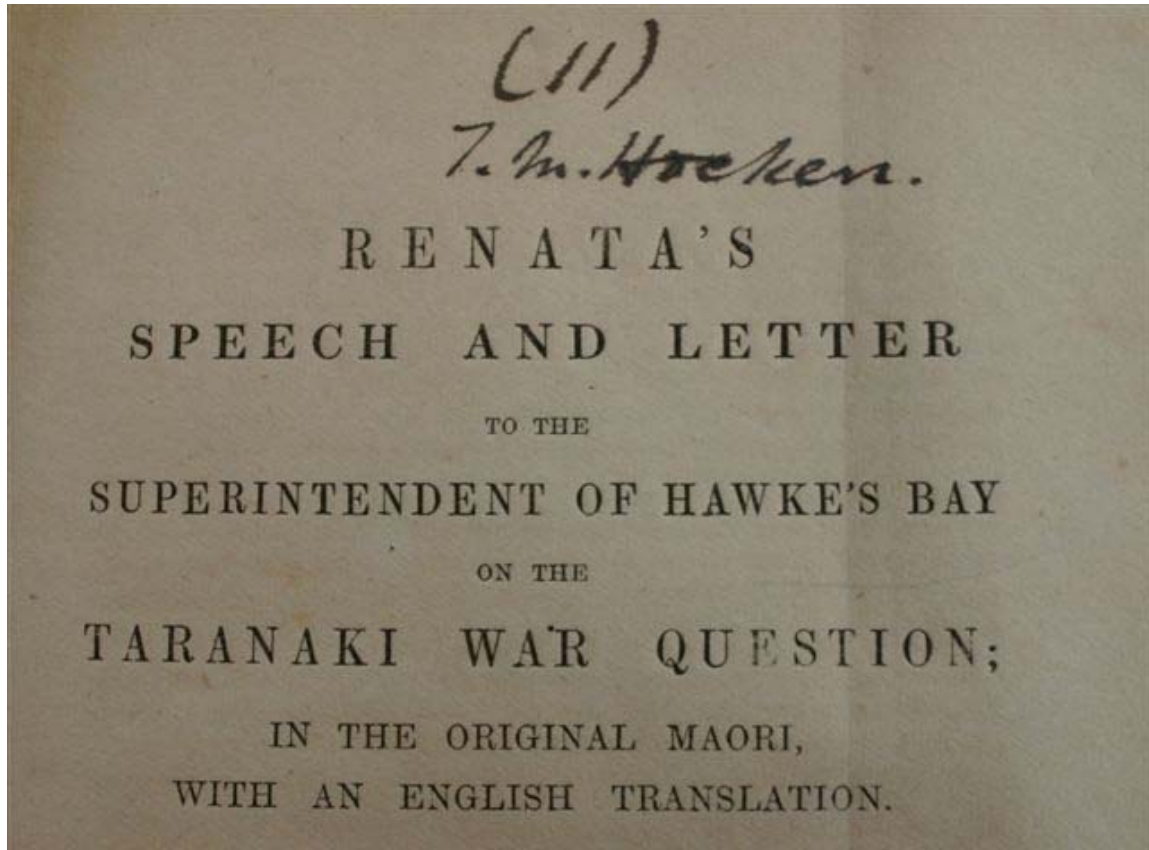 (11)
T. M. Hocken.
RENATA'S
SPEECH AND LETTER
TO THE
SUPERINTENDENT OF HAWKE'S BAY
ON THE
TARANAKI WAR QUESTION;
IN THE ORIGINAL MAORI,
WITH AN ENGLISH TRANSLATION.